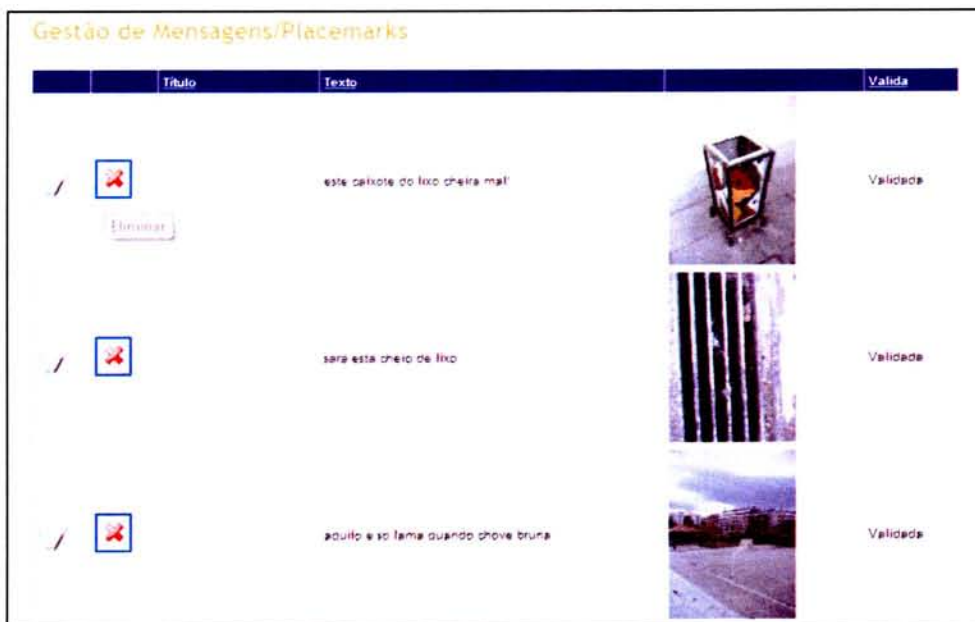 Gestão de Mensagens/Placemarks
Título Texto Valida
este caixote do lixo cheira mal'
Validada
Eliminar
sara esta cheio de lixo
Validada
aquilo e so lama quando chove bruna
Validada